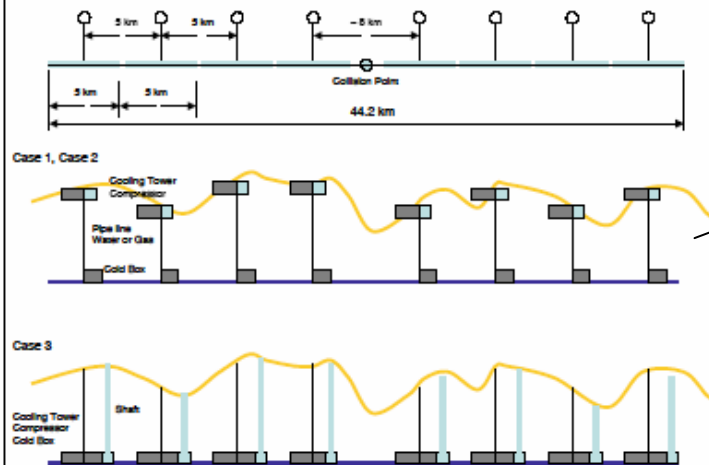 5 km
5 km
~ 8 km
Collision Point
5 km
5 km
44.2 km
Case 1, Case 2
Cooling Tower
Compressor
Pipe line
Water or Gas
Cold Box
Case 3
Shaft
Cooling Tower
Compressor
Cold Box